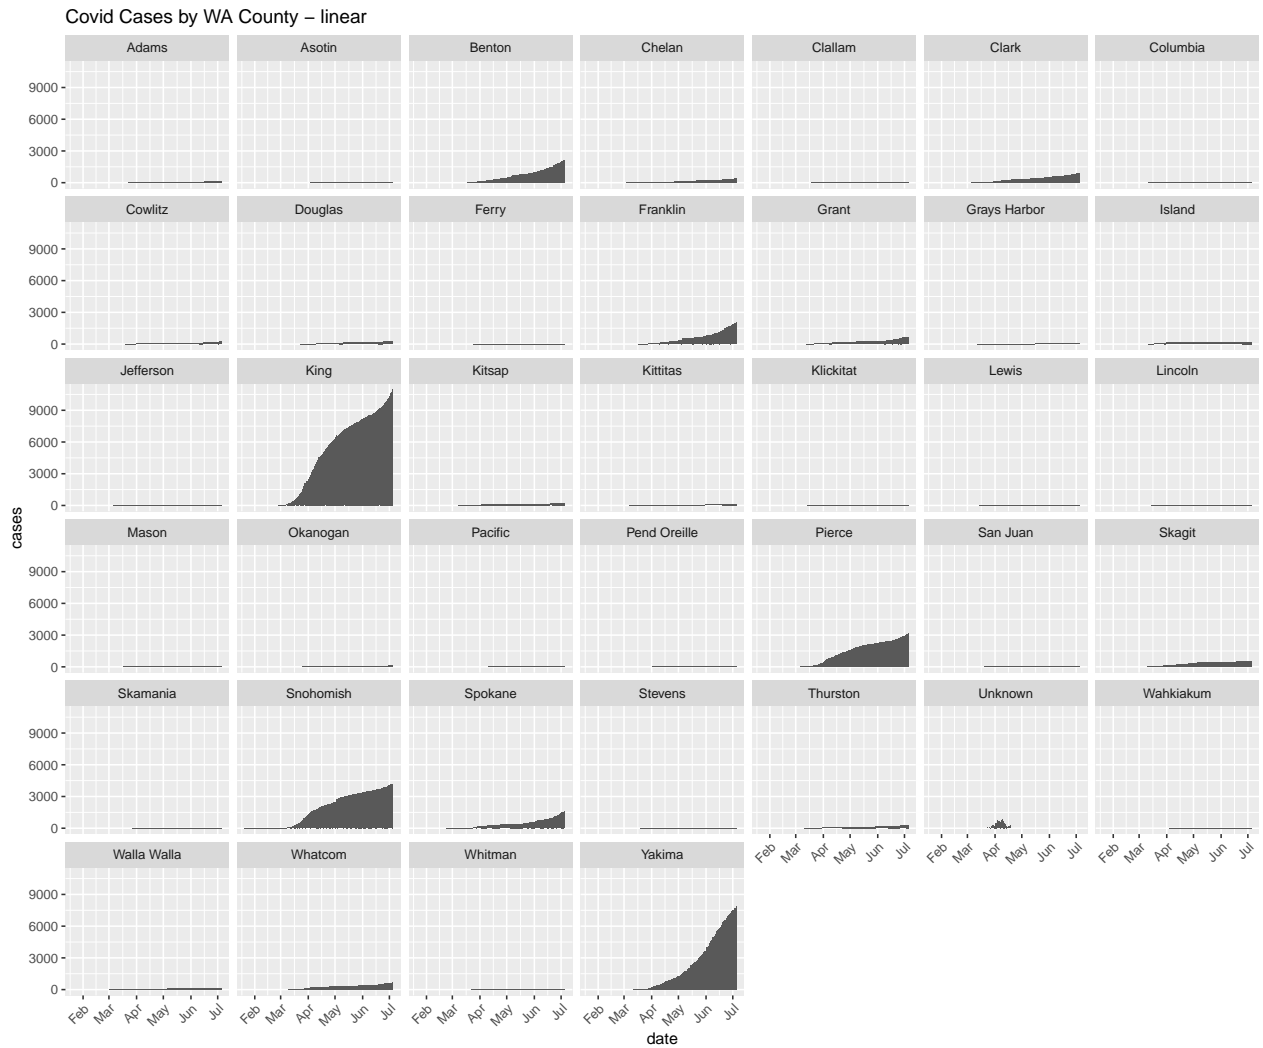 Covid Cases by WA County – linear
Adams Asotin Benton Chelan Clallam Clark Columbia
9000
6000
3000
0
Cowlitz Douglas Ferry Franklin Grant Grays Harbor Island
9000
6000
3000
0
Jefferson King Kitsap Kittitas Klickitat Lewis Lincoln
9000
6000
3000
0
cases
Mason Okanogan Pacific Pend Oreille Pierce San Juan Skagit
9000
6000
3000
0
Skamania Snohomish Spokane Stevens Thurston Unknown Wahkiakum
9000
6000
3000
0
Feb Mar Apr May Jun Jul Feb Mar Apr May Jun Jul Feb Mar Apr May Jun Jul
Walla Walla Whatcom Whitman Yakima
9000
6000
3000
0
Feb Mar Apr May Jun Jul Feb Mar Apr May Jun Jul Feb Mar Apr May Jun Jul Feb Mar Apr May Jun Jul
date